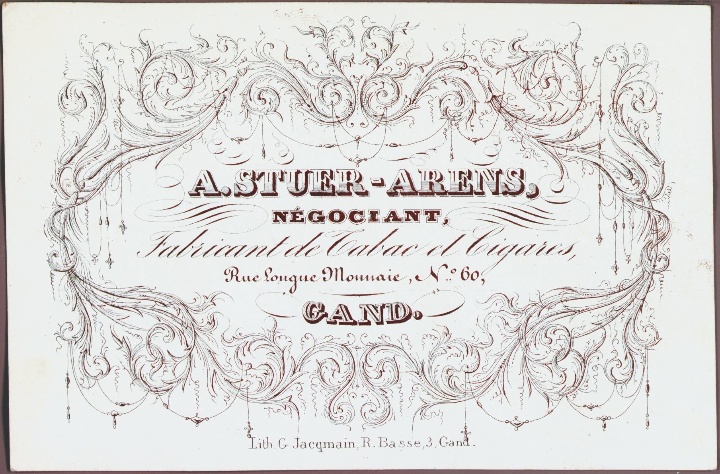 A. STUER-ARENS,
NÉGOCIANT,
Fabricant de Tabac et Cigares,
Rue longue Monnaie, N.º 60,
GAND.
Lith. G. Jacqmain, R. Basse, 3, Gand.